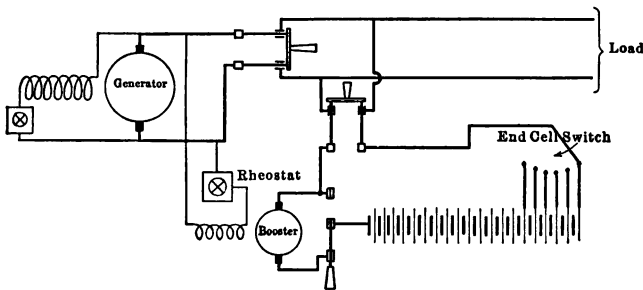 Load
Generator
End Cell Switch
Rheostat
Booster